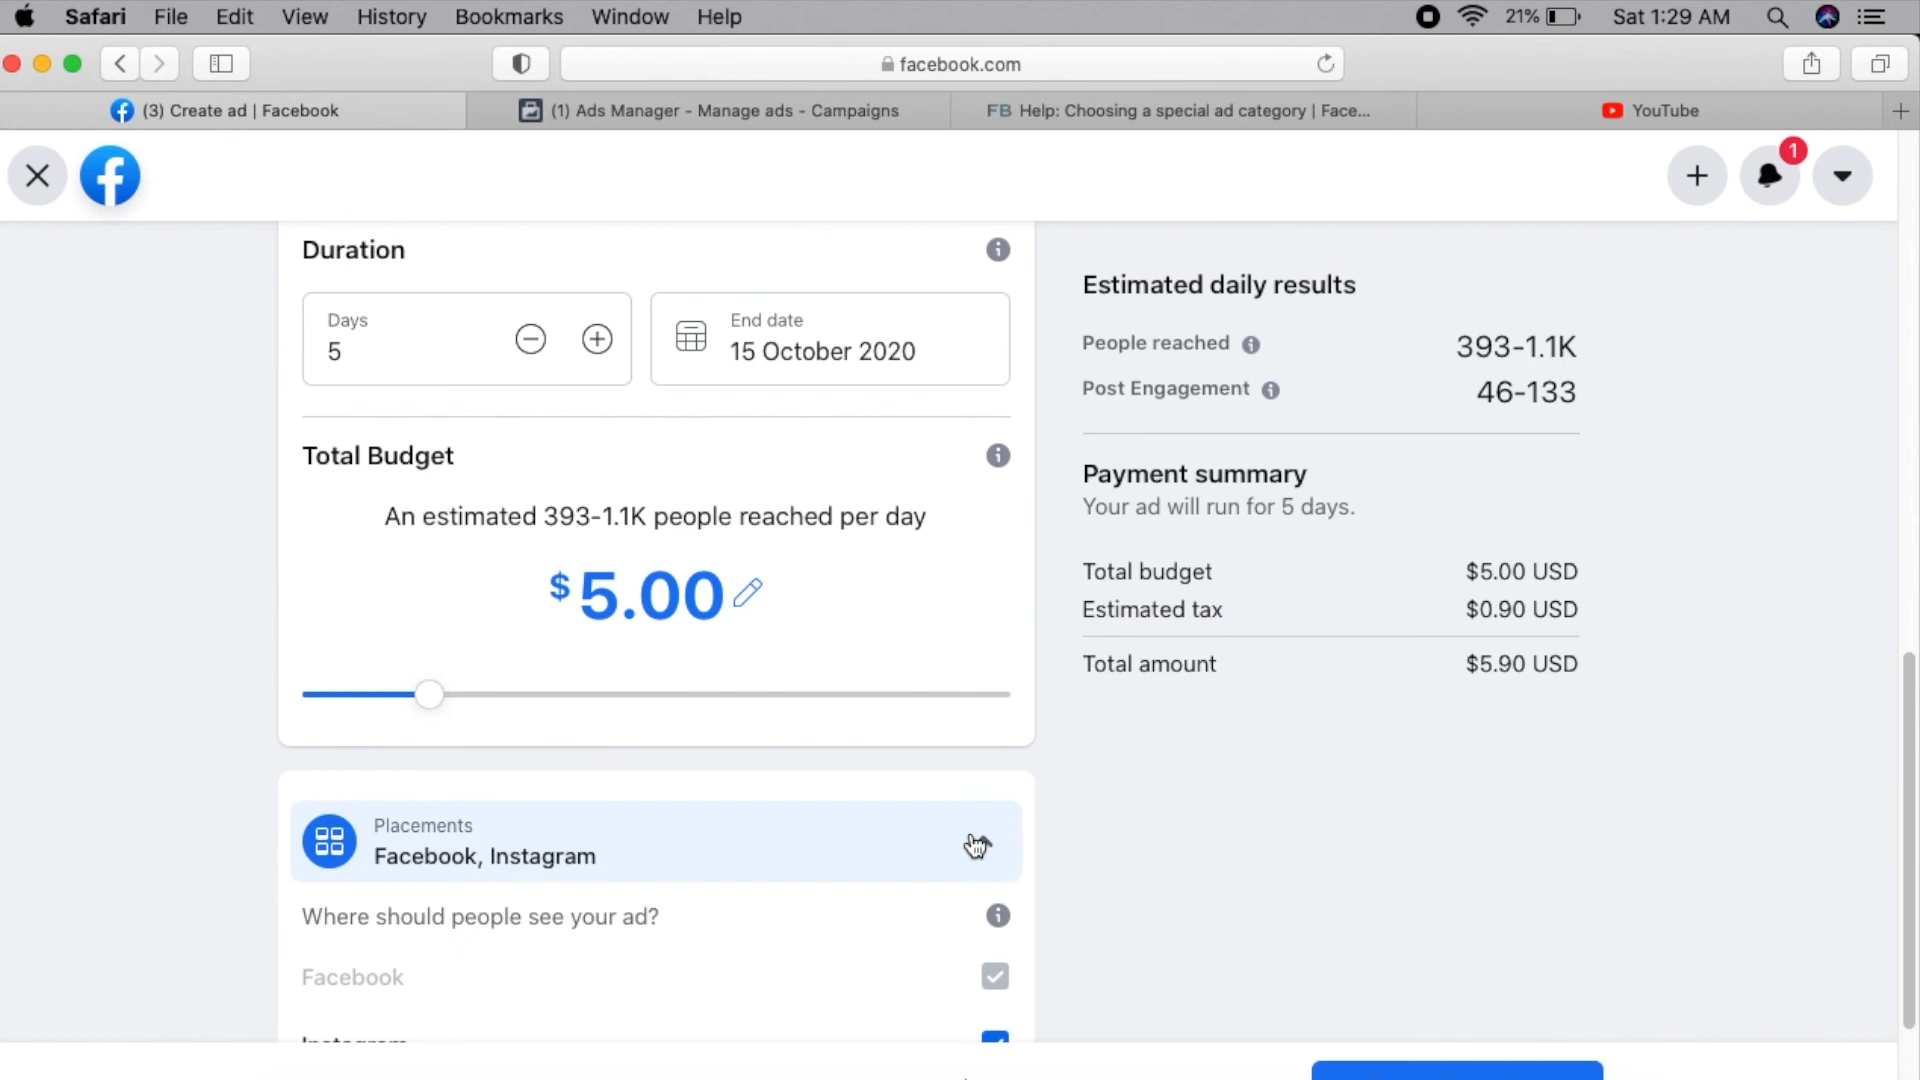 Safari File Edit View History Bookmarks Window Help 21% Sat 1:29 AM
facebook.com
(3) Create ad | Facebook
(1) Ads Manager - Manage ads - Campaigns
FB Help: Choosing a special ad category | Face...
YouTube
1
Duration
Days
5
End date
15 October 2020
Total Budget
An estimated 393-1.1K people reached per day
$5.00
Placements
Facebook, Instagram
Where should people see your ad?
Facebook
Instagram
Estimated daily results
People reached 393-1.1K
Post Engagement 46-133
Payment summary
Your ad will run for 5 days.
Total budget $5.00 USD
Estimated tax $0.90 USD
Total amount $5.90 USD